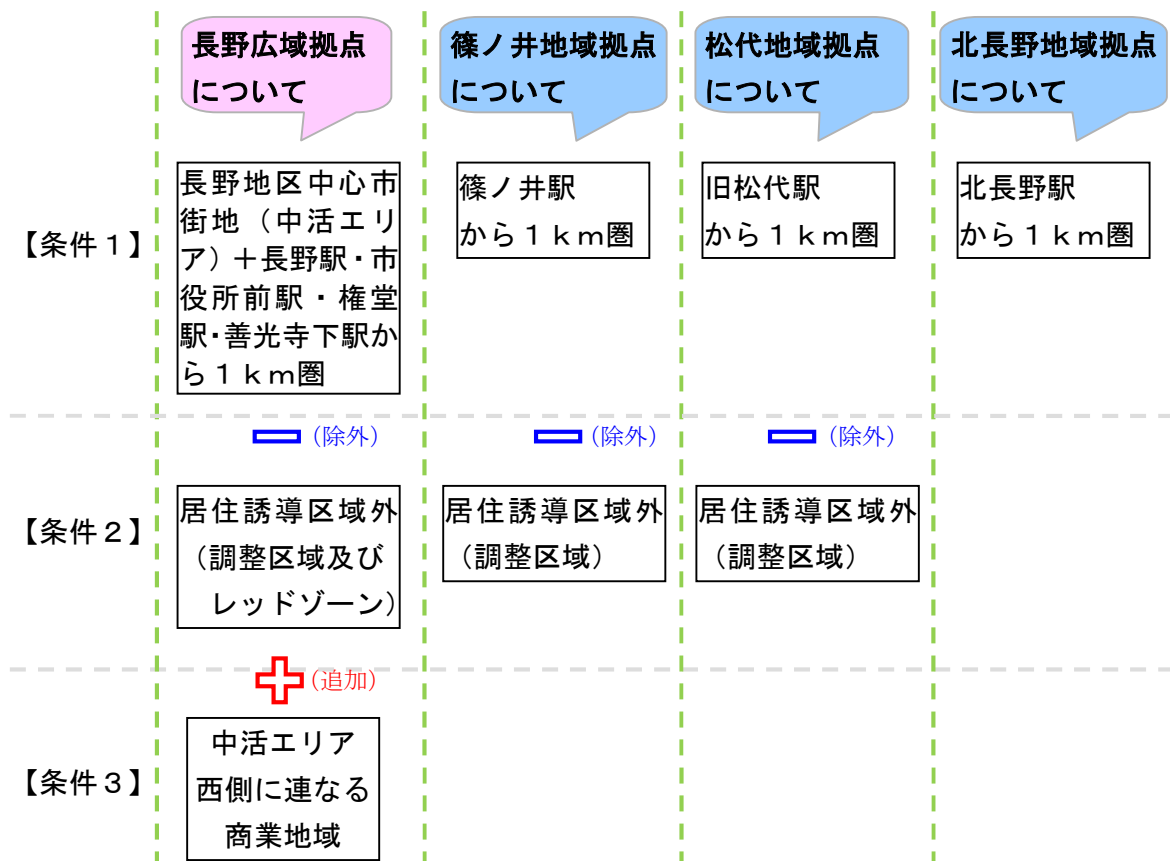 長野広域拠点
について
篠ノ井地域拠点
について
松代地域拠点
について
北長野地域拠点
について
【条件１】
長野地区中心市
街地（中活エリ
ア）＋長野駅・市
役所前駅・権堂
駅・善光寺下駅か
ら１ｋｍ圏
篠ノ井駅
から１ｋｍ圏
旧松代駅
から１ｋｍ圏
北長野駅
から１ｋｍ圏
（除外）
（除外）
（除外）
【条件２】
居住誘導区域外
（調整区域及び
レッドゾーン）
居住誘導区域外
（調整区域）
居住誘導区域外
（調整区域）
（追加）
【条件３】
中活エリア
西側に連なる
商業地域